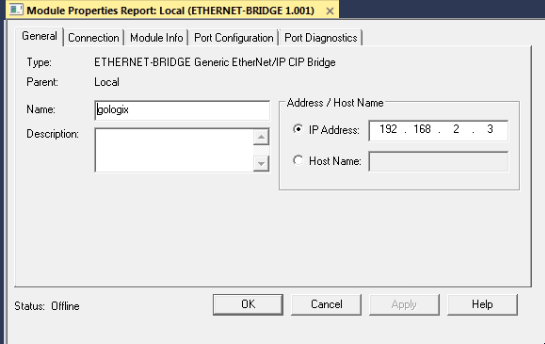 Module Properties Report: Local (ETHERNET-BRIDGE 1.001) ×
General Connection Module Info Port Configuration Port Diagnostics
Type: ETHERNET-BRIDGE Generic EtherNet/IP CIP Bridge
Parent: Local
Name: gologix
Description:
Address / Host Name
IP Address: 192 . 168 . 2 . 3
Host Name:
Status: Offline
OK Cancel Apply Help